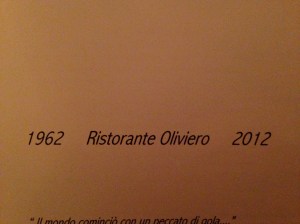 1962 Ristorante Oliviero 2012
" Il mondo cominciò con un peccato di gola...."